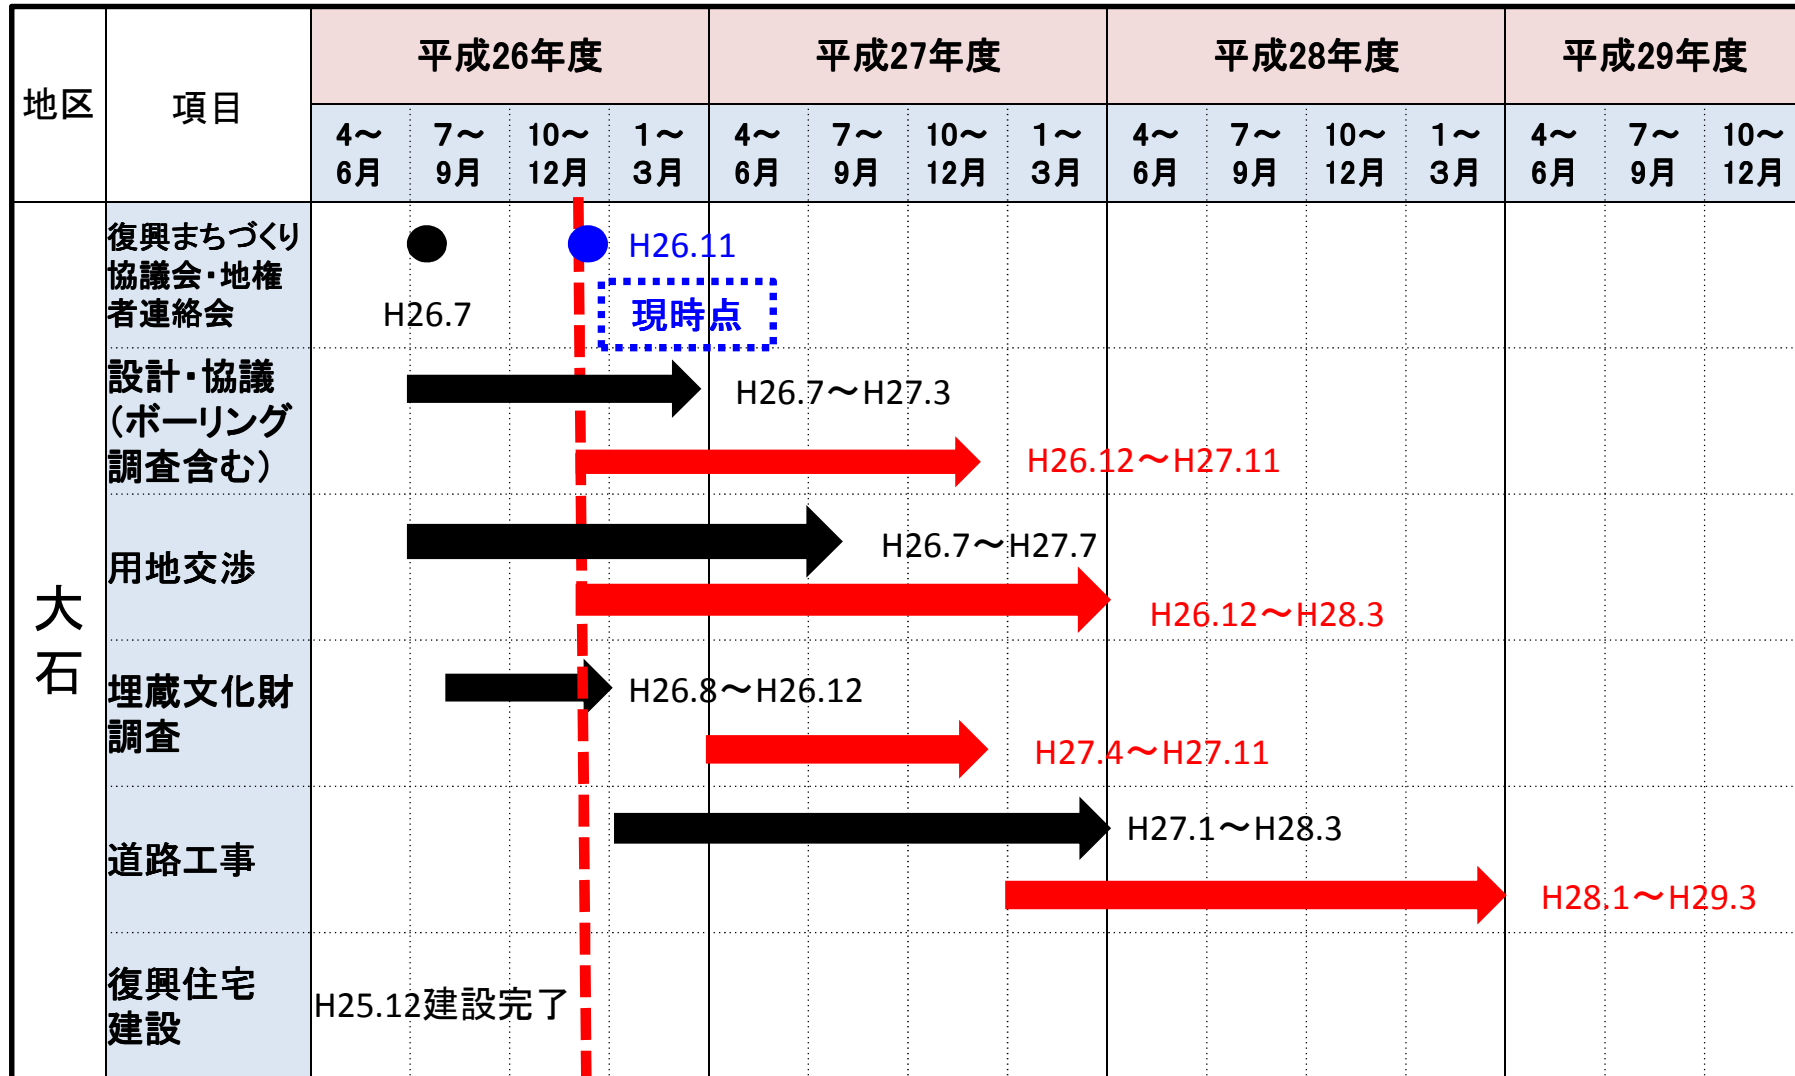 地区
項目
平成26年度
平成27年度
平成28年度
平成29年度
4～
6月
7～
9月
10～
12月
1～
3月
4～
6月
7～
9月
10～
12月
1～
3月
4～
6月
7～
9月
10～
12月
1～
3月
4～
6月
7～
9月
10～
12月
大
石
復興まちづくり
協議会・地権
者連絡会
H26.7
H26.11
現時点
設計・協議
（ボーリング
調査含む）
H26.7～H27.3
H26.12～H27.11
用地交渉
H26.7～H27.7
H26.12～H28.3
埋蔵文化財
調査
H26.8～H26.12
H27.4～H27.11
道路工事
H27.1～H28.3
H28.1～H29.3
復興住宅
建設
H25.12建設完了